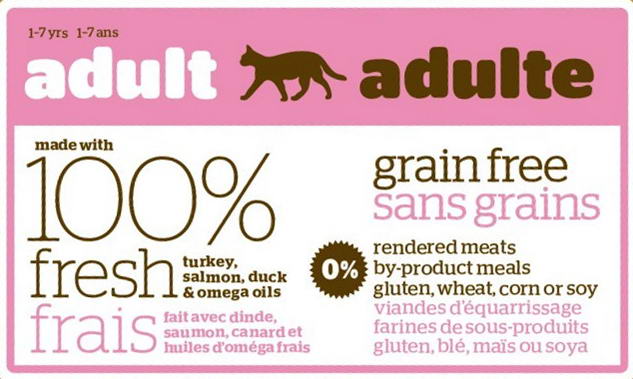 1-7 yrs 1-7 ans
adult adulte
made with
100%
fresh
turkey,
salmon, duck
& omega oils
frais
fait avec dinde,
saumon, canard et
huiles d'oméga frais
grain free
sans grains
0%
rendered meats
by-product meals
gluten, wheat, corn or soy
viandes d'équarrissage
farines de sous-produits
gluten, blé, maïs ou soya